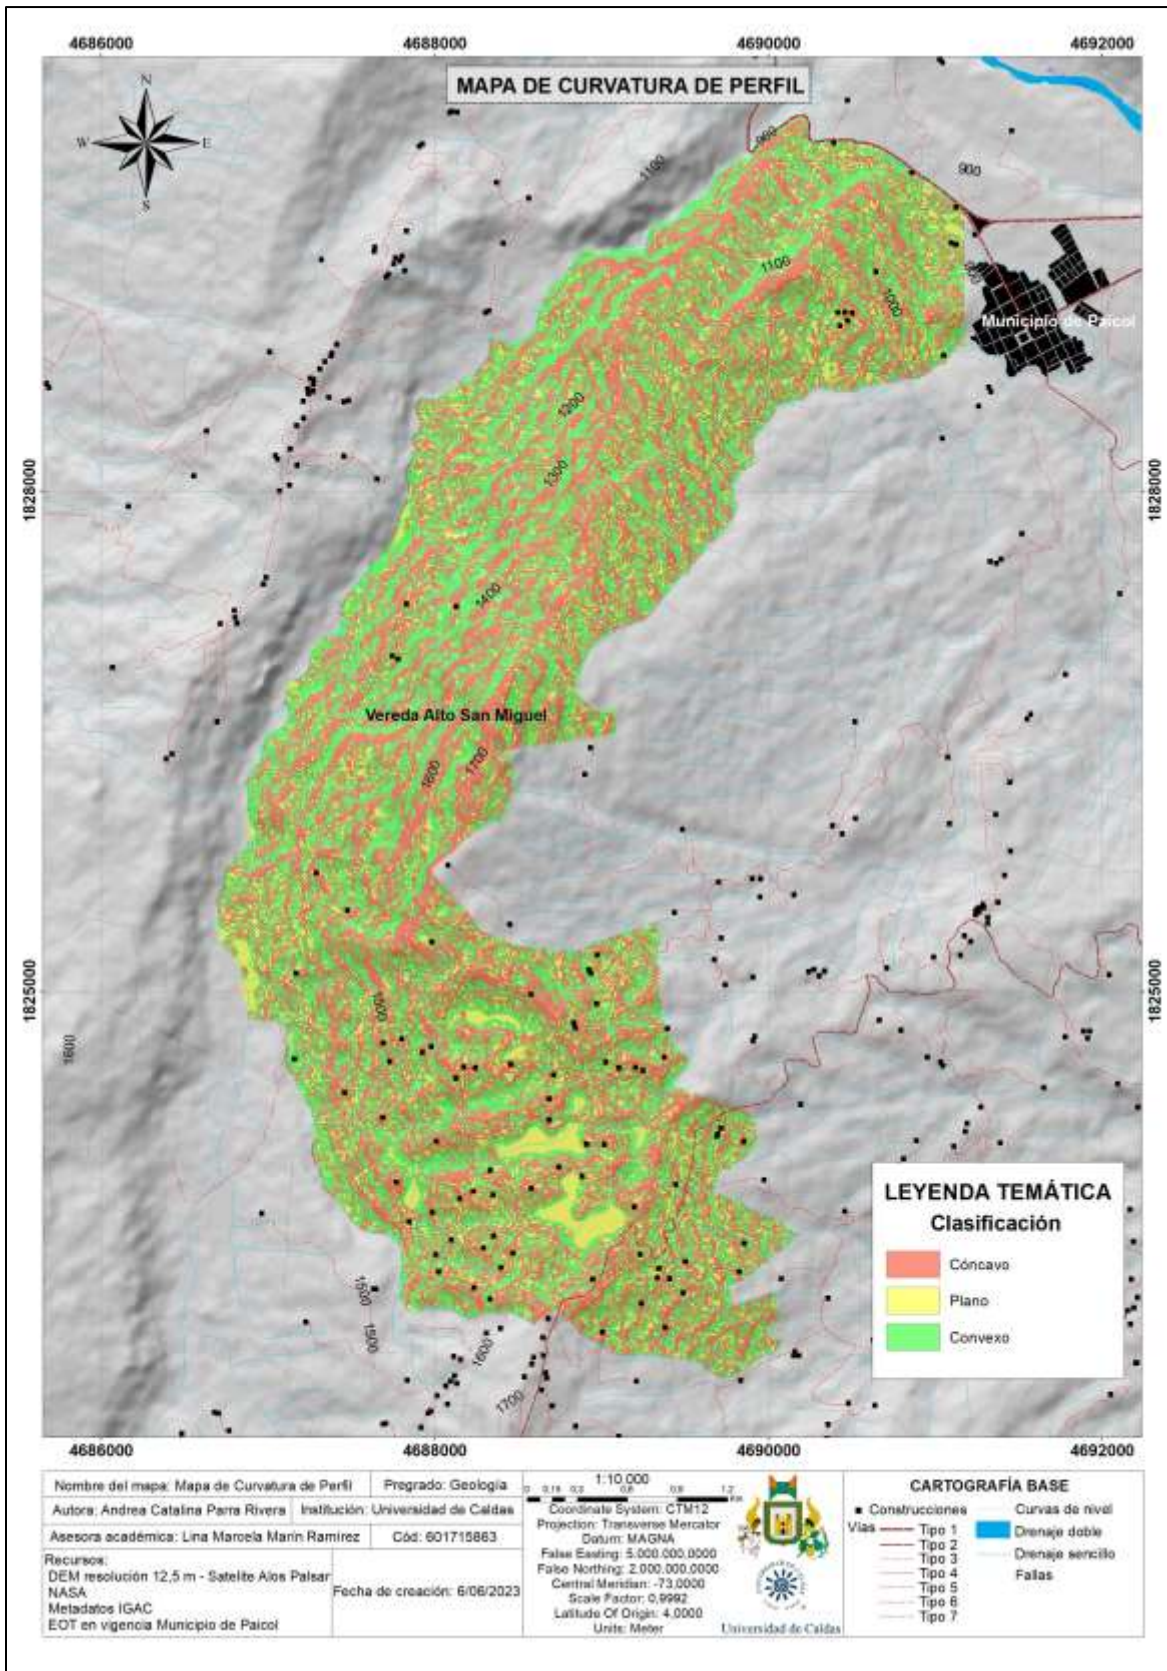 4686000 4688000 4690000 4692000
MAPA DE CURVATURA DE PERFIL
N
W E
S
900
900
1100
1100
1000
Municipio de Paicol
1200
1300
1828000 1828000
1400
Vereda Alto San Miguel
1700
1600
1825000 1825000
1600
1500
1500
1600
1700
LEYENDA TEMÁTICA
Clasificación
Cóncavo
Plano
Convexo
4686000 4688000 4690000 4692000
Nombre del mapa: Mapa de Curvatura de Perfil
Pregrado: Geología
Autora: Andrea Catalina Parra Rivera
Institución: Universidad de Caldas
Asesora académica: Lina Marcela Marín Ramírez
Cód: 601715863
Recursos:
DEM resolución 12,5 m - Satelite Alos Palsar
NASA
Metadatos IGAC
EOT en vigencia Municipio de Paicol
Fecha de creación: 6/06/2023
1:10.000
Coordinate System: CTM12
Projection: Transverse Mercator
Datum: MAGNA
False Easting: 5.000.000,0000
False Northing: 2.000.000,0000
Central Meridian: -73,0000
Scale Factor: 0,9992
Latitude Of Origin: 4,0000
Units: Meter
Universidad de Caldas
CARTOGRAFÍA BASE
Construcciones
Vias
Tipo 1
Tipo 2
Tipo 3
Tipo 4
Tipo 5
Tipo 6
Tipo 7
Curvas de nivel
Drenaje doble
Drenaje sencillo
Fallas